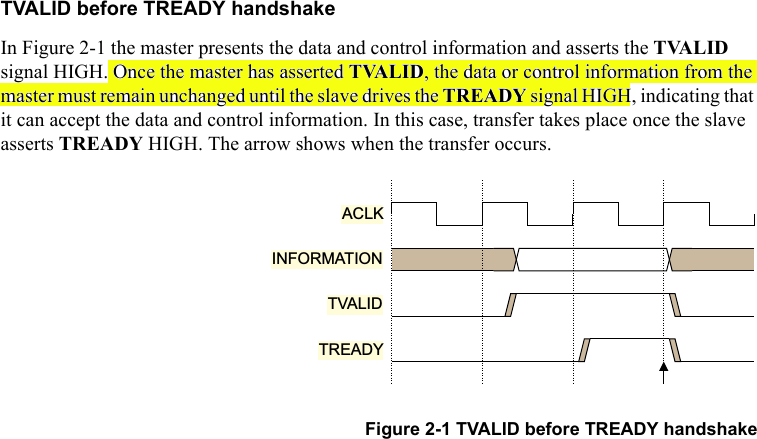 TVALID before TREADY handshake
In Figure 2-1 the master presents the data and control information and asserts the TVALID
signal HIGH. Once the master has asserted TVALID, the data or control information from the
master must remain unchanged until the slave drives the TREADY signal HIGH, indicating that
it can accept the data and control information. In this case, transfer takes place once the slave
asserts TREADY HIGH. The arrow shows when the transfer occurs.
ACLK
INFORMATION
TVALID
TREADY
Figure 2-1 TVALID before TREADY handshake